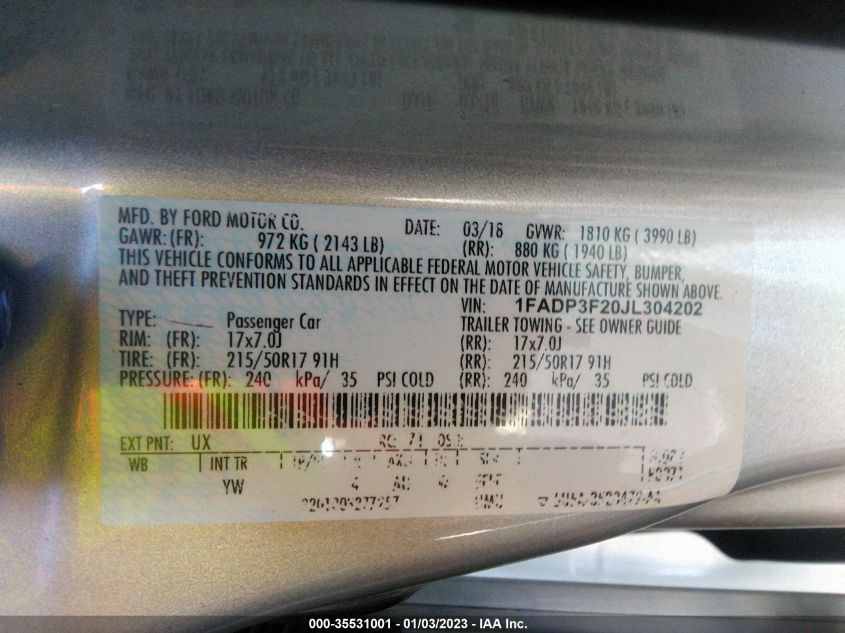 MFD. BY FORD MOTOR CO. DATE: 03/18 GVWR: 1810 KG ( 3990 LB)
GAWR: (FR): 972 KG ( 2143 LB) (RR): 880 KG ( 1940 LB)
THIS VEHICLE CONFORMS TO ALL APPLICABLE FEDERAL MOTOR VEHICLE SAFETY, BUMPER,
AND THEFT PREVENTION STANDARDS IN EFFECT ON THE DATE OF MANUFACTURE SHOWN ABOVE.
VIN: 1FADP3F20JL304202
TYPE: Passenger Car TRAILER TOWING - SEE OWNER GUIDE
RIM: (FR): 17x7.0J (RR): 17x7.0J
TIRE: (FR): 215/50R17 91H (RR): 215/50R17 91H
PRESSURE: (FR): 240 kPa/ 35 PSI COLD (RR): 240 kPa/ 35 PSI COLD
EXT PNT: UX RC: 71
WB INT TR
YW 4
000-35531001 - 01/03/2023 - IAA Inc.